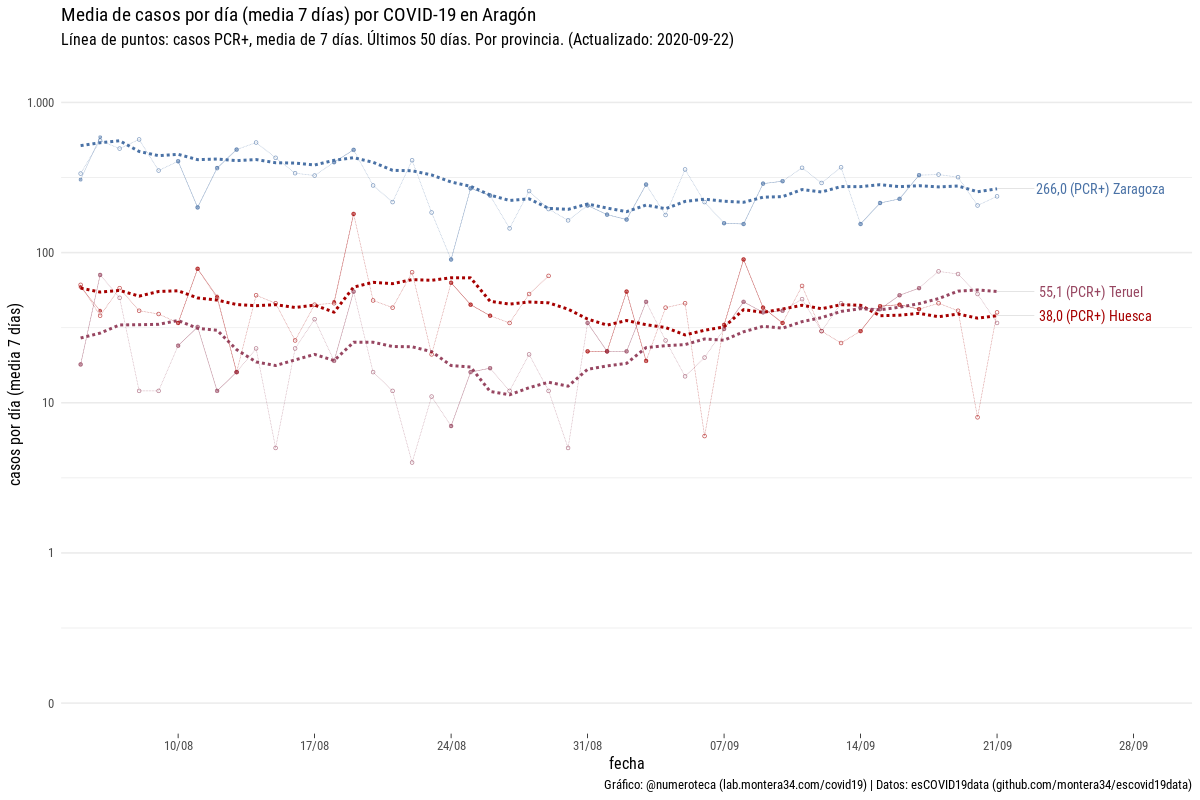 Media de casos por día (media 7 días) por COVID-19 en Aragón
Línea de puntos: casos PCR+, media de 7 días. Últimos 50 días. Por provincia. (Actualizado: 2020-09-22)
casos por día (media 7 días)
1.000
100
10
1
0
266,0 (PCR+) Zaragoza
55,1 (PCR+) Teruel
38,0 (PCR+) Huesca
10/08
17/08
24/08
31/08
07/09
14/09
21/09
28/09
fecha
Gráfico: @numeroteca (lab.montera34.com/covid19) | Datos: esCOVID19data (github.com/montera34/escovid19data)